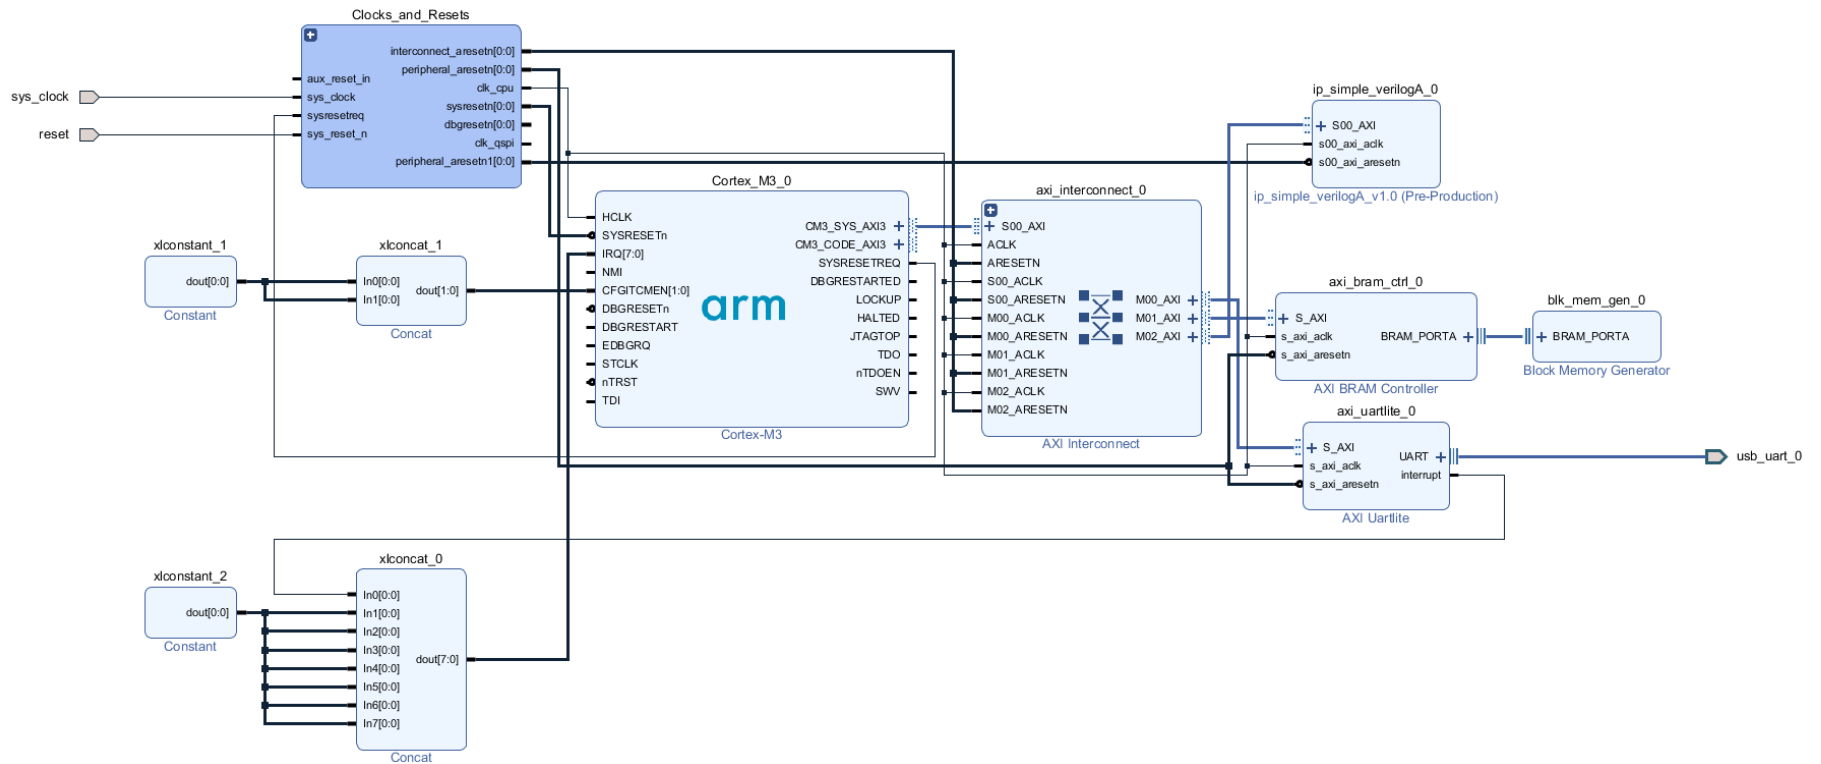 Clocks_and_Resets
interconnect_aresetn[0:0]
peripheral_aresetn[0:0]
aux_reset_in
clk_cpu
sys_clock
sys_clock
sysresetn[0:0]
sysresetreq
dbgresetn[0:0]
reset
sys_reset_n
clk_qspi
peripheral_aresetn1[0:0]
ip_simple_verilogA_0
S00_AXI
s00_axi_aclk
s00_axi_aresetn
ip_simple_verilogA_v1.0 (Pre-Production)
Cortex_M3_0
HCLK
SYSRESETn
IRQ[7:0]
NMI
CFGITCMEN[1:0]
DBGRESETn
DBGRESTART
EDBGRQ
STCLK
nTRST
TDI
arm
CM3_SYS_AXI3
CM3_CODE_AXI3
SYSRESETREQ
DBGRESTARTED
LOCKUP
HALTED
JTAGTOP
TDO
nTDOEN
SWV
Cortex-M3
axi_interconnect_0
S00_AXI
ACLK
ARESETN
S00_ACLK
S00_ARESETN
M00_ACLK
M00_ARESETN
M01_ACLK
M01_ARESETN
M02_ACLK
M02_ARESETN
M00_AXI
M01_AXI
M02_AXI
AXI Interconnect
xlconstant_1
dout[0:0]
Constant
xlconcat_1
In0[0:0]
In1[0:0]
dout[1:0]
Concat
axi_bram_ctrl_0
S_AXI
s_axi_aclk
s_axi_aresetn
BRAM_PORTA
AXI BRAM Controller
blk_mem_gen_0
BRAM_PORTA
Block Memory Generator
axi_uartlite_0
S_AXI
s_axi_aclk
s_axi_aresetn
UART
interrupt
AXI Uartlite
usb_uart_0
xlconstant_2
dout[0:0]
Constant
xlconcat_0
In0[0:0]
In1[0:0]
In2[0:0]
In3[0:0]
In4[0:0]
In5[0:0]
In6[0:0]
In7[0:0]
dout[7:0]
Concat